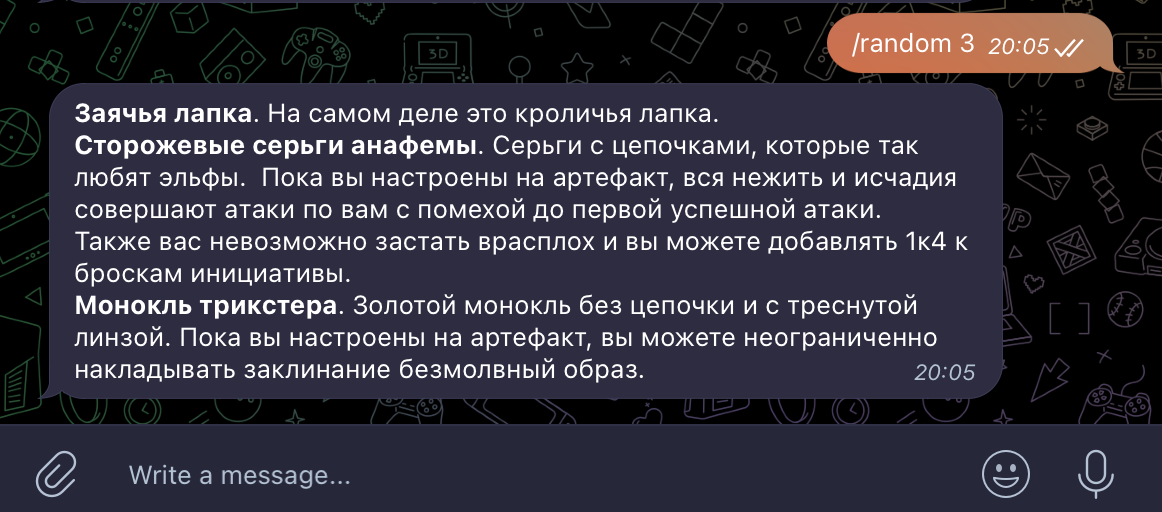 /random 3 20:05
Заячья лапка. На самом деле это кроличья лапка.
Сторожевые серьги анафемы. Серьги с цепочками, которые так
любят эльфы.  Пока вы настроены на артефакт, вся нежить и исчадия
совершают атаки по вам с помехой до первой успешной атаки.
Также вас невозможно застать врасплох и вы можете добавлять 1к4 к
броскам инициативы.
Монокль трикстера. Золотой монокль без цепочки и с треснутой
линзой. Пока вы настроены на артефакт, вы можете неограниченно
накладывать заклинание безмолвный образ.
20:05
Write a message...